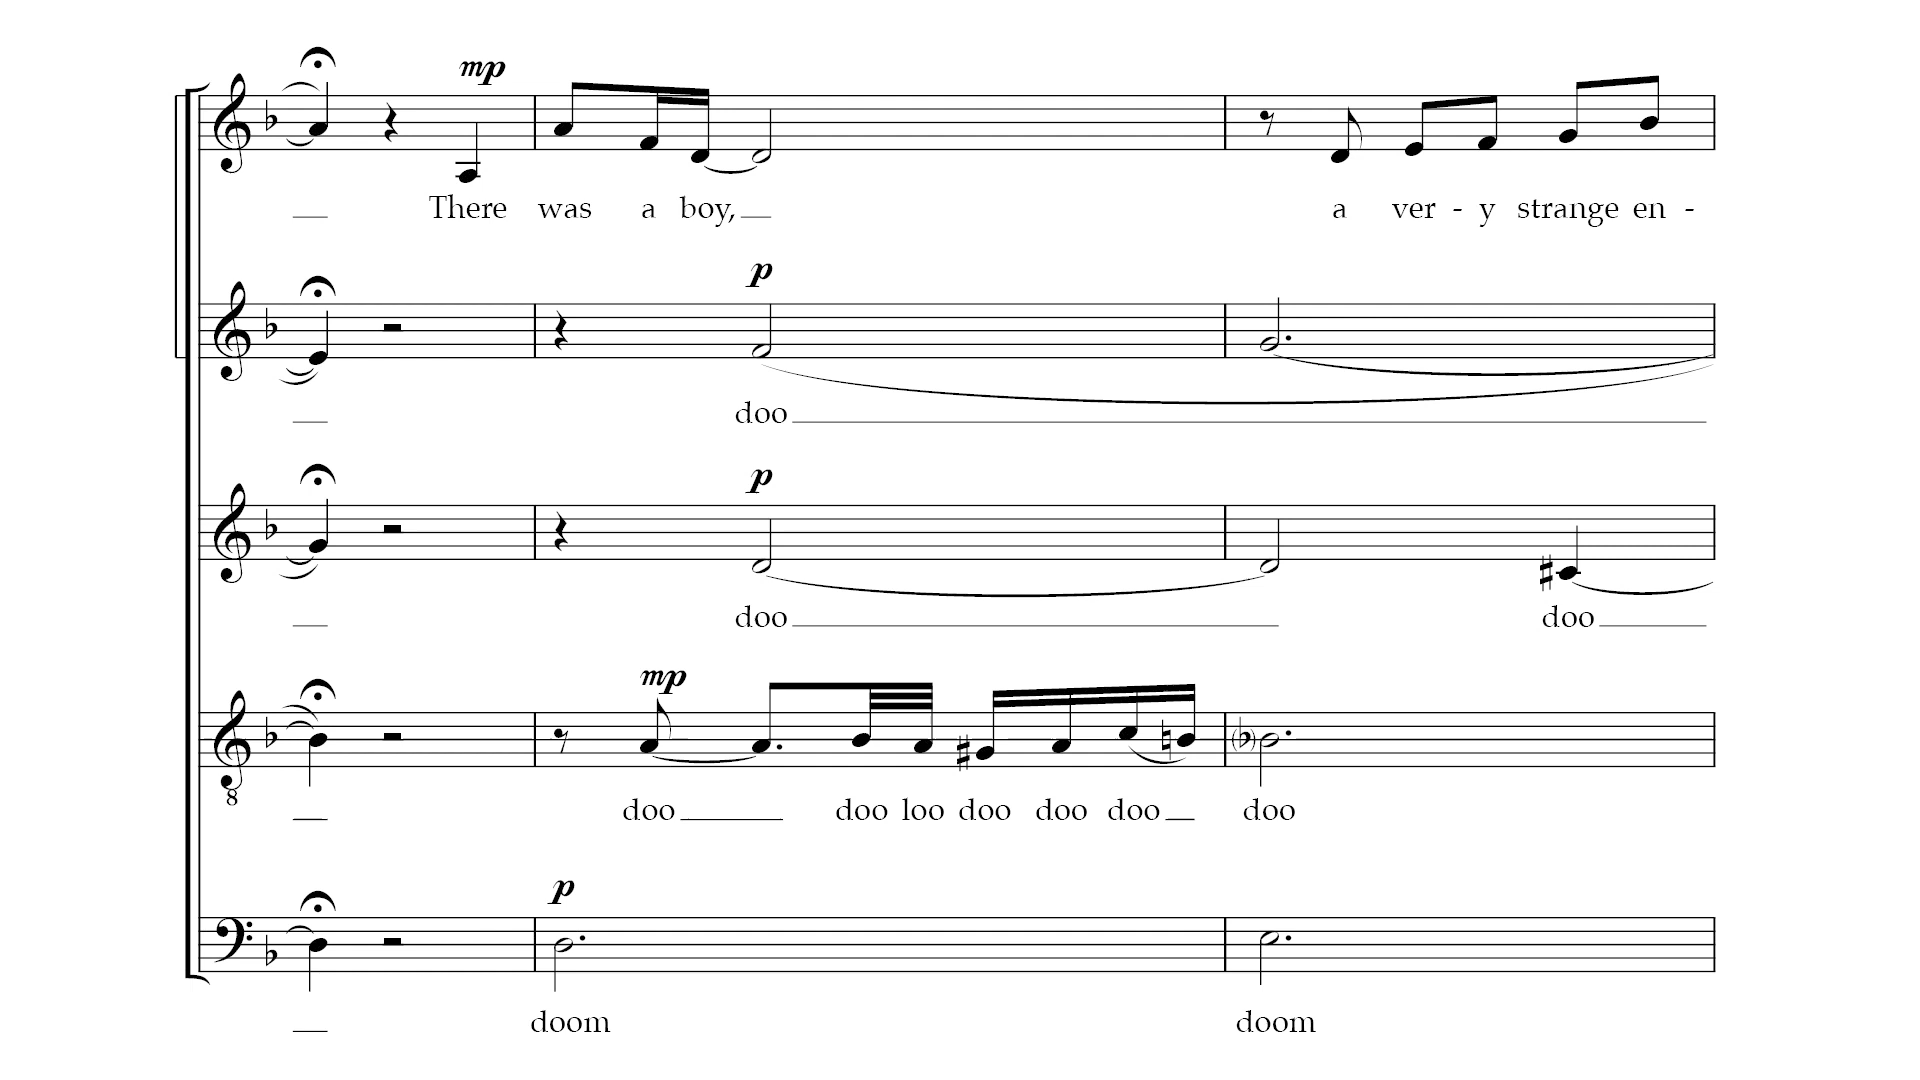 mp
There was a boy, a ver - y strange en -
p
doo
p
doo doo
mp
8
doo doo loo doo doo doo doo
p
doom doom